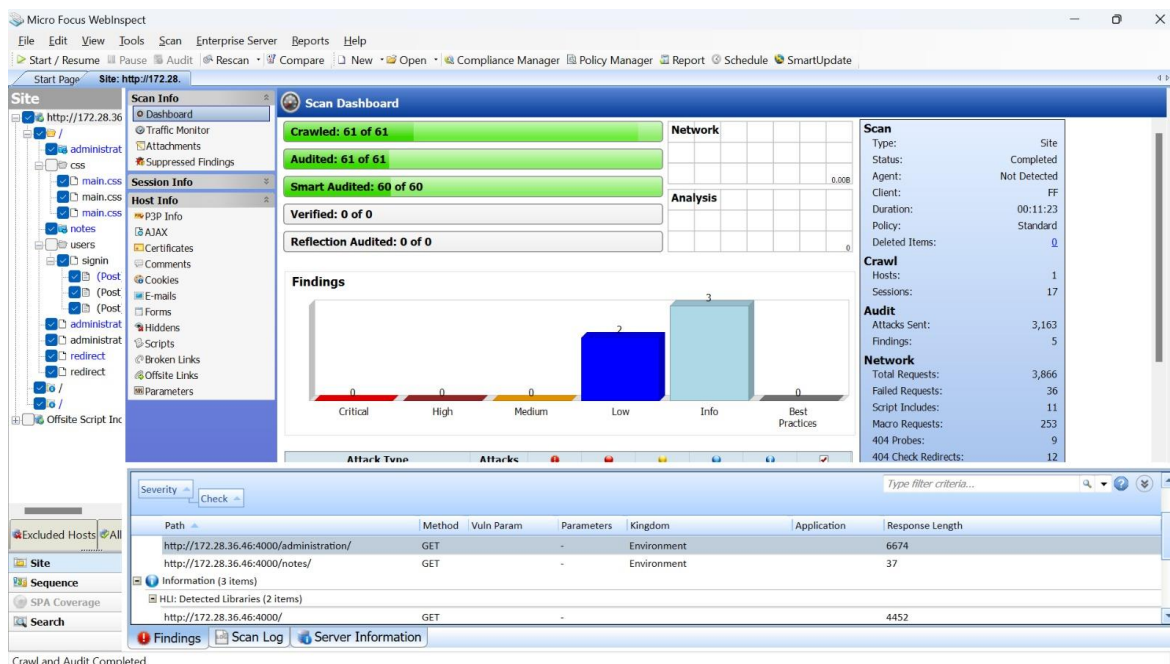 Micro Focus WebInspect
File Edit View Tools Scan Enterprise Server Reports Help
Start / Resume Pause Audit Rescan Compare New Open Compliance Manager Policy Manager Report Schedule SmartUpdate
Start Page Site: http://172.28.
Site
http://172.28.36
/
administrat
css
main.css
main.css
main.css
notes
users
signin
(Post
(Post
(Post
administrat
administrat
redirect
redirect
/
/
Offsite Script Inc
Excluded Hosts All
Site
Sequence
SPA Coverage
Search
Scan Info
Dashboard
Traffic Monitor
Attachments
Suppressed Findings
Session Info
Host Info
P3P Info
AJAX
Certificates
Comments
Cookies
E-mails
Forms
Hiddens
Scripts
Broken Links
Offsite Links
Parameters
Scan Dashboard
Crawled: 61 of 61
Audited: 61 of 61
Smart Audited: 60 of 60
Verified: 0 of 0
Reflection Audited: 0 of 0
Network
0.00B
Analysis
0
Findings
0 0 0 2 3 0
Critical High Medium Low Info Best
Practices
Attack Type Attacks
Scan
Type: Site
Status: Completed
Agent: Not Detected
Client: FF
Duration: 00:11:23
Policy: Standard
Deleted Items: 0
Crawl
Hosts: 1
Sessions: 17
Audit
Attacks Sent: 3,163
Findings: 5
Network
Total Requests: 3,866
Failed Requests: 36
Script Includes: 11
Macro Requests: 253
404 Probes: 9
404 Check Redirects: 12
Severity
Check
Type filter criteria...
Path Method Vuln Param Parameters Kingdom Application Response Length
http://172.28.36.46:4000/administration/ GET - Environment 6674
http://172.28.36.46:4000/notes/ GET - Environment 37
Information (3 items)
HLI: Detected Libraries (2 items)
http://172.28.36.46:4000/ GET - 4452
Findings Scan Log Server Information
Crawl and Audit Completed